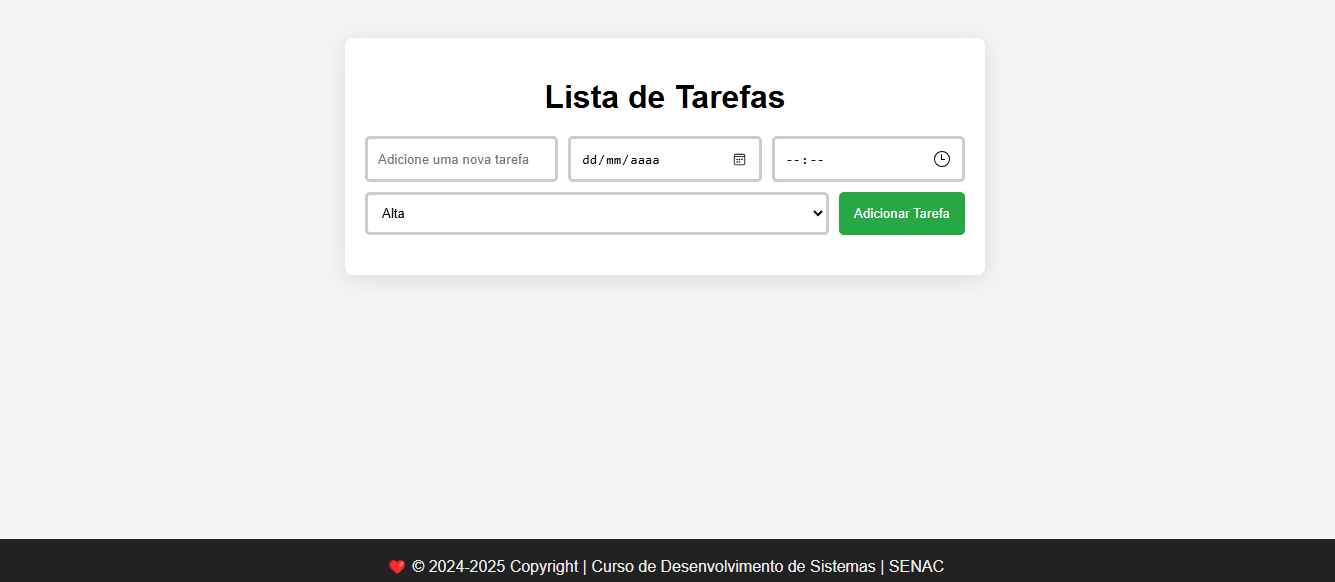 Lista de Tarefas
Adicione uma nova tarefa
dd/mm/aaaa
--:--
Alta
Adicionar Tarefa
❤️ © 2024-2025 Copyright | Curso de Desenvolvimento de Sistemas | SENAC